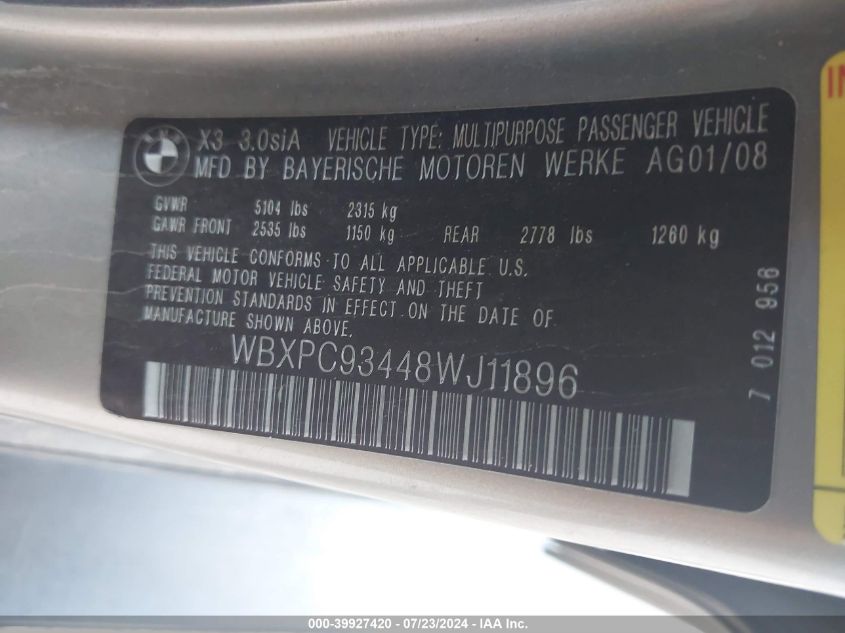 BMW
X3 3.0siA VEHICLE TYPE: MULTIPURPOSE PASSENGER VEHICLE
MFD BY BAYERISCHE MOTOREN WERKE AG01/08
GVWR 5104 lbs 2315 kg
GAWR FRONT 2535 lbs 1150 kg REAR 2778 lbs 1260 kg
THIS VEHICLE CONFORMS TO ALL APPLICABLE U.S.
FEDERAL MOTOR VEHICLE SAFETY AND THEFT
PREVENTION STANDARDS IN EFFECT ON THE DATE OF
MANUFACTURE SHOWN ABOVE.
WBXPC93448WJ11896
7 012 956
000-39927420 / 07/23/2024 - IAA Inc.